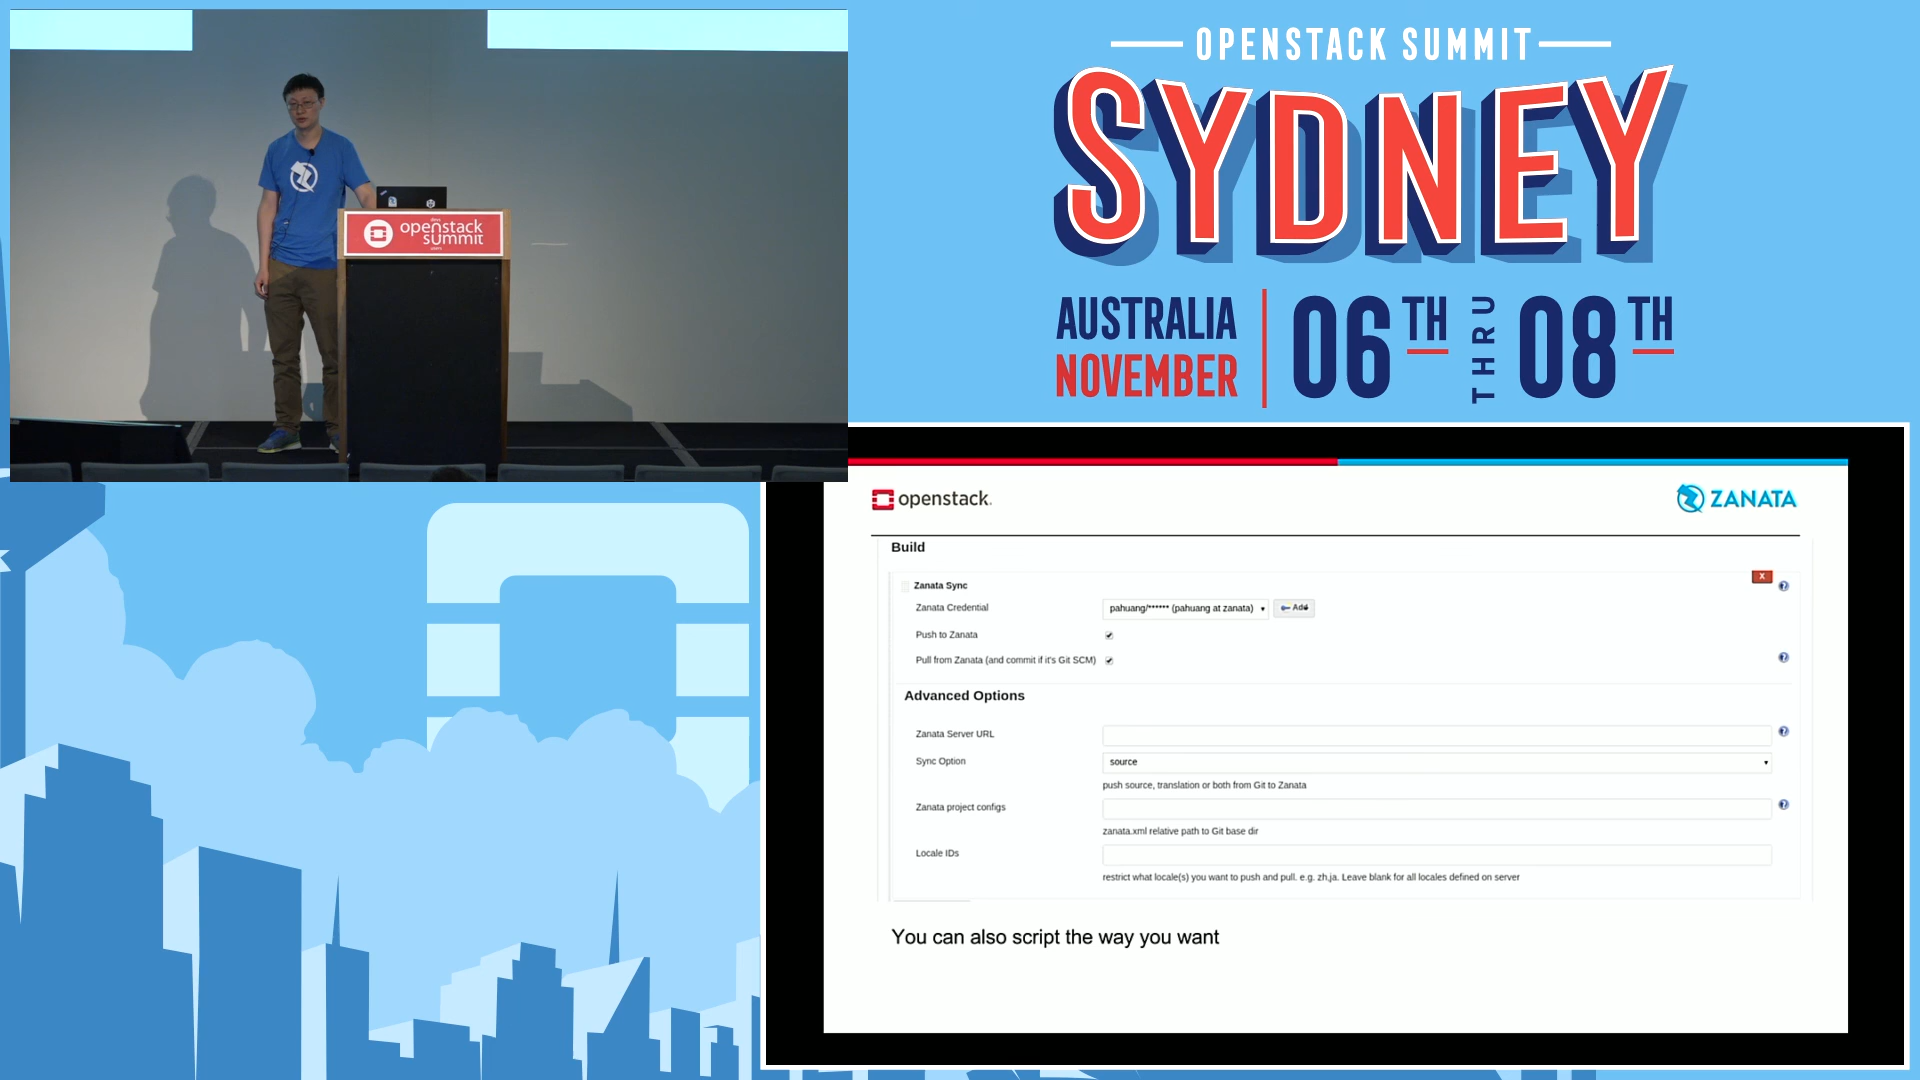 OPENSTACK SUMMIT
SYDNEY
AUSTRALIA
NOVEMBER
06TH THRU 08TH
openstack
summit
openstack.
ZANATA
Build
Zanata Sync
X
Zanata Credential
pahuang/****** (pahuang at zanata)
Add
Push to Zanata
Pull from Zanata (and commit if it's Git SCM)
Advanced Options
Zanata Server URL
Sync Option
source
push source, translation or both from Git to Zanata
Zanata project configs
zanata.xml relative path to Git base dir
Locale IDs
restrict what locale(s) you want to push and pull. e.g. zh,ja. Leave blank for all locales defined on server
You can also script the way you want